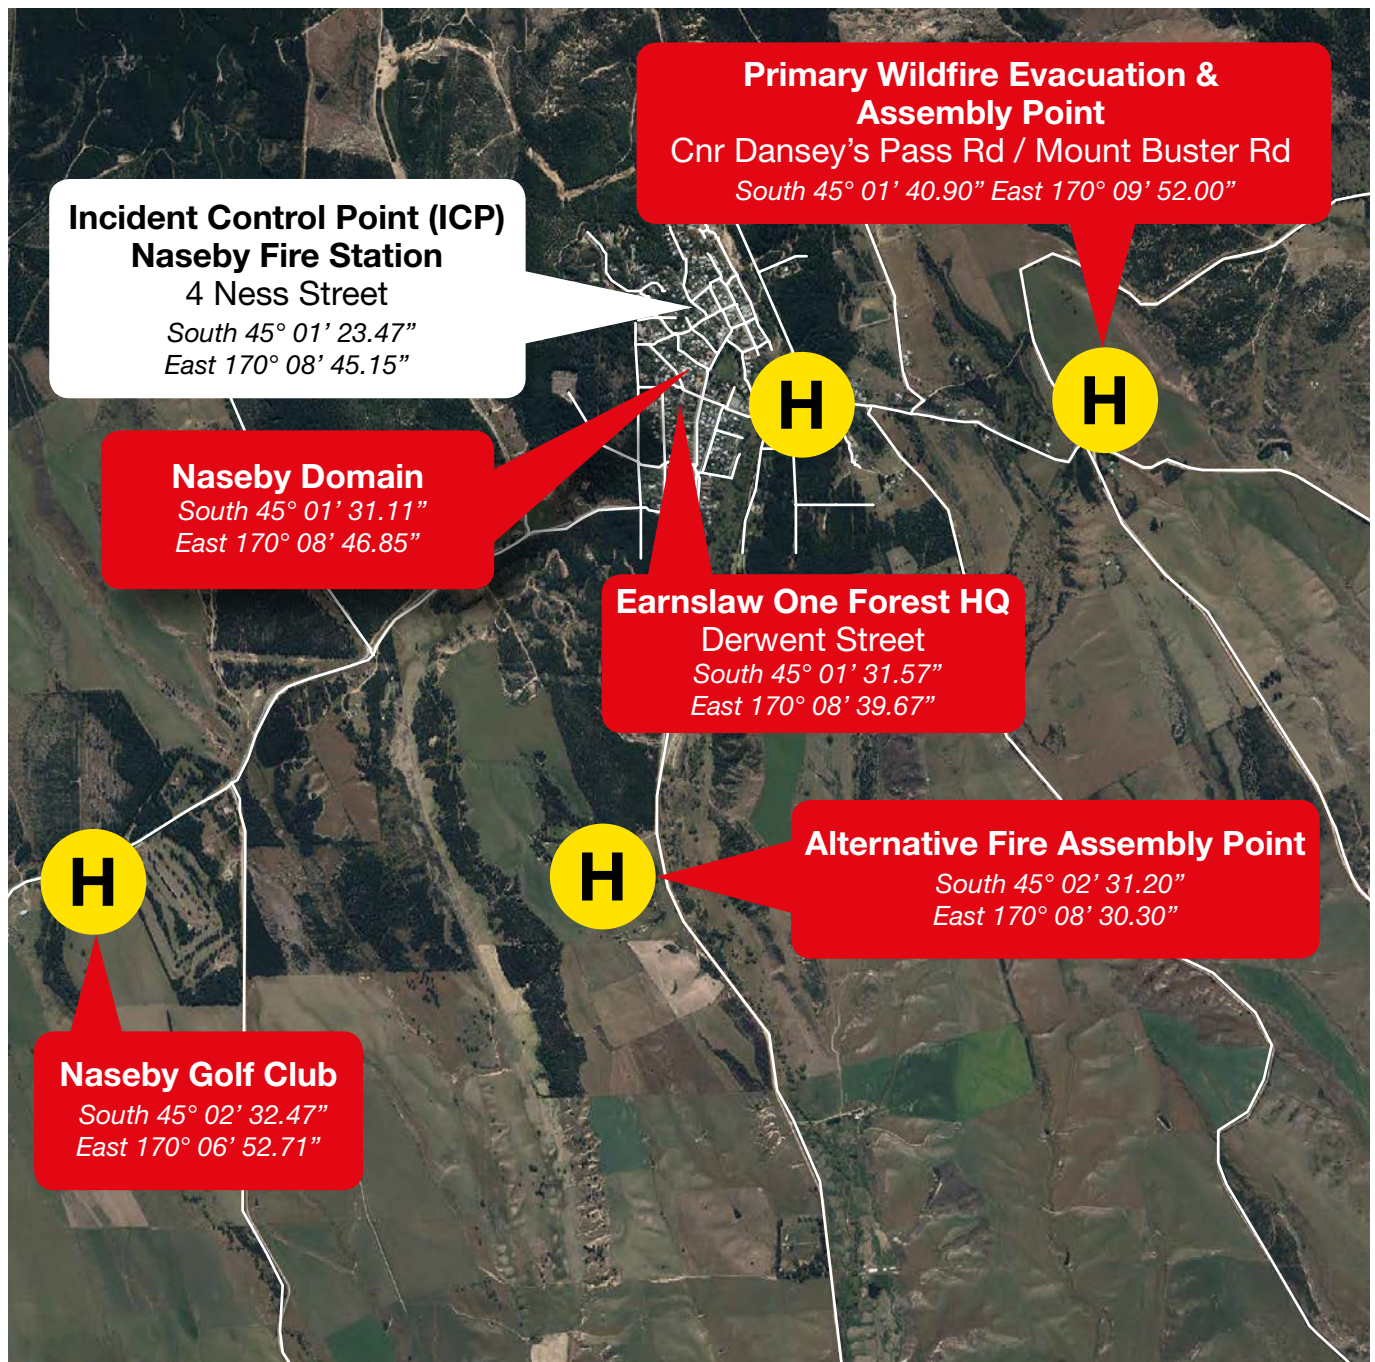 Primary Wildfire Evacuation &
Assembly Point
Cnr Dansey’s Pass Rd / Mount Buster Rd
South 45° 01’ 40.90” East 170° 09’ 52.00”
Incident Control Point (ICP)
Naseby Fire Station
4 Ness Street
South 45° 01’ 23.47”
East 170° 08’ 45.15”
H
H
Naseby Domain
South 45° 01’ 31.11”
East 170° 08’ 46.85”
Earnslaw One Forest HQ
Derwent Street
South 45° 01’ 31.57”
East 170° 08’ 39.67”
H
H
Alternative Fire Assembly Point
South 45° 02’ 31.20”
East 170° 08’ 30.30”
Naseby Golf Club
South 45° 02’ 32.47”
East 170° 06’ 52.71”